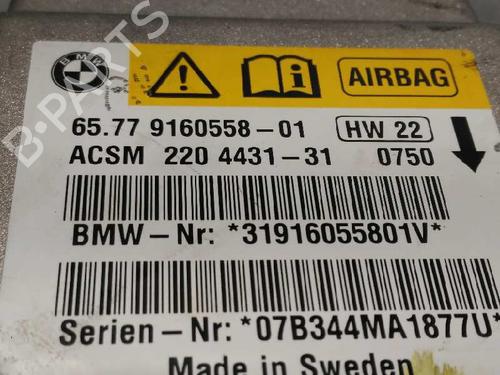 BMW
B-PARTS
AIRBAG
65.77 9160558-01 HW 22
ACSM 220 4431-31 0750
BMW-Nr: *31916055801V*
Serien-Nr: *07B344MA1877U*
Made in Sweden